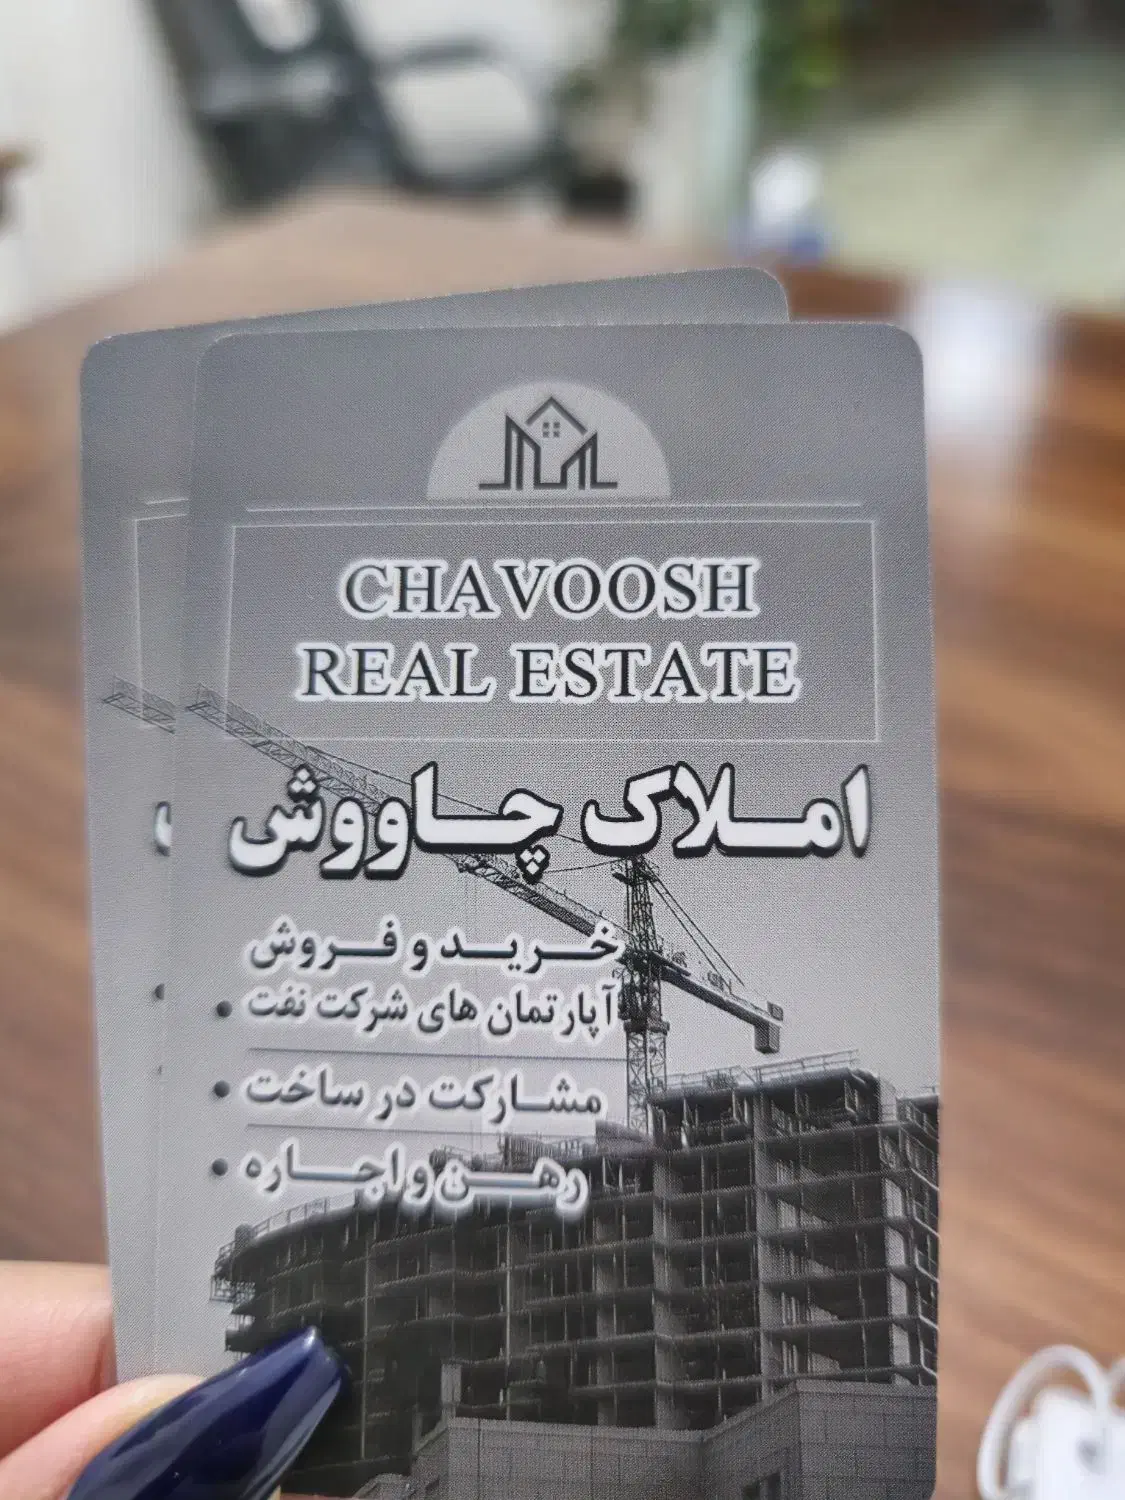 CHAVOOSH
REAL ESTATE
املاک چاووش
خرید و فروش
آپارتمان های شرکت نفت •
مشارکت در ساخت •
رهن و اجاره •